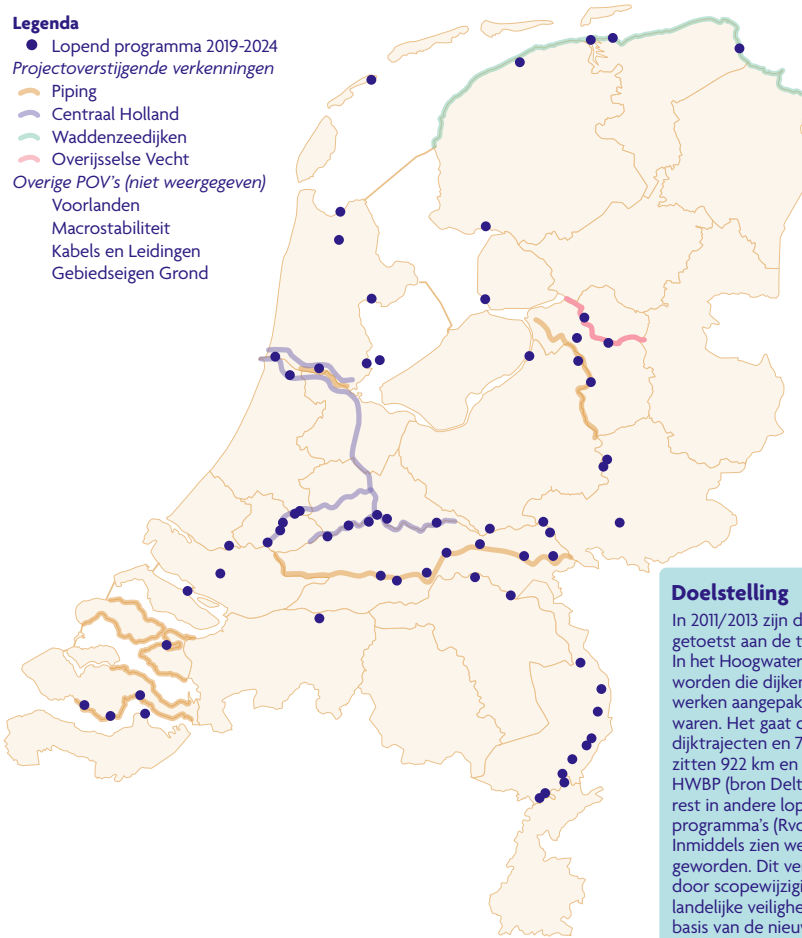 Legenda
Lopend programma 2019-2024
Projectoverstijgende verkenningen
Piping
Centraal Holland
Waddenzeedijken
Overijsselse Vecht
Overige POV's (niet weergegeven)
Voorlanden
Macrostabiliteit
Kabels en Leidingen
Gebiedseigen Grond
Doelstelling
In 2011/2013 zijn d
getoetst aan de t
In het Hoogwater
worden die dijken
werken aangepak
waren. Het gaat o
dijktrajecten en 7
zitten 922 km en
HWBP (bron Delt
rest in andere lop
programma's (Rvo
Inmiddels zien we
geworden. Dit ve
door scopewijzigi
landelijke veilighe
basis van de nieuw